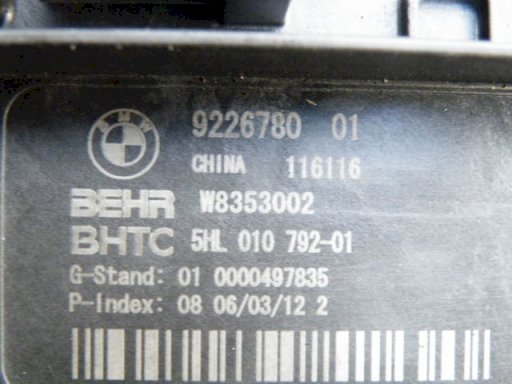 BMW
9226780 01
CHINA 116116
BEHR W8353002
BHTC 5HL 010 792-01
G-Stand: 01 0000497835
P-Index: 08 06/03/12 2